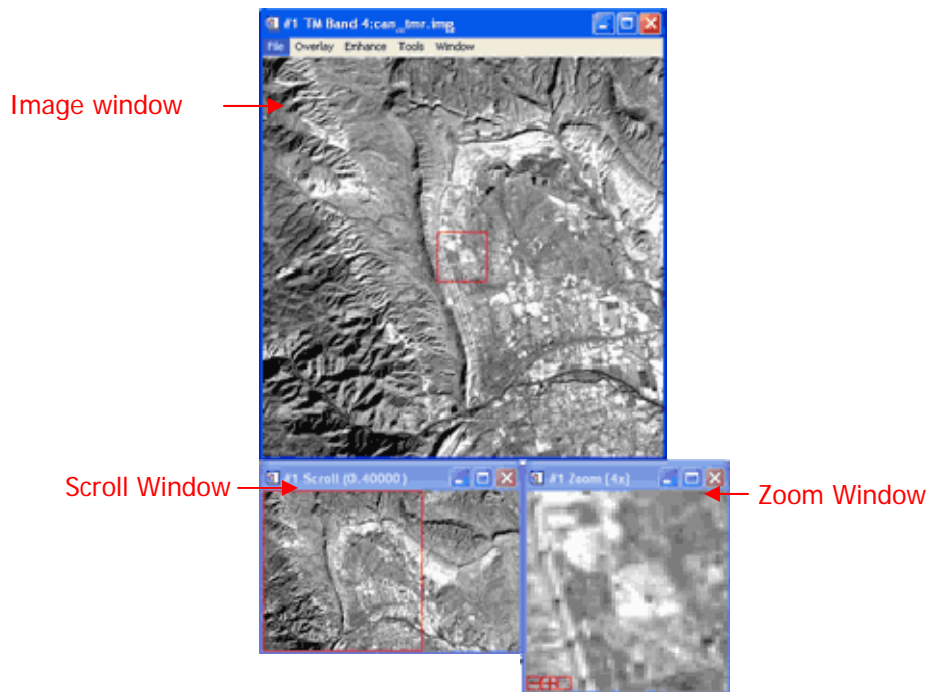 #1 TM Band 4:can_tmr.img
File Overlay Enhance Tools Window
Image window
Scroll Window
#1 Scroll (0.40000)
#1 Zoom [4x]
Zoom Window